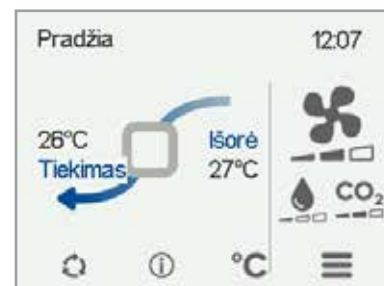 Pradžia 12:07
26°C Išorė
Tiekimas 27°C
CO₂
°C